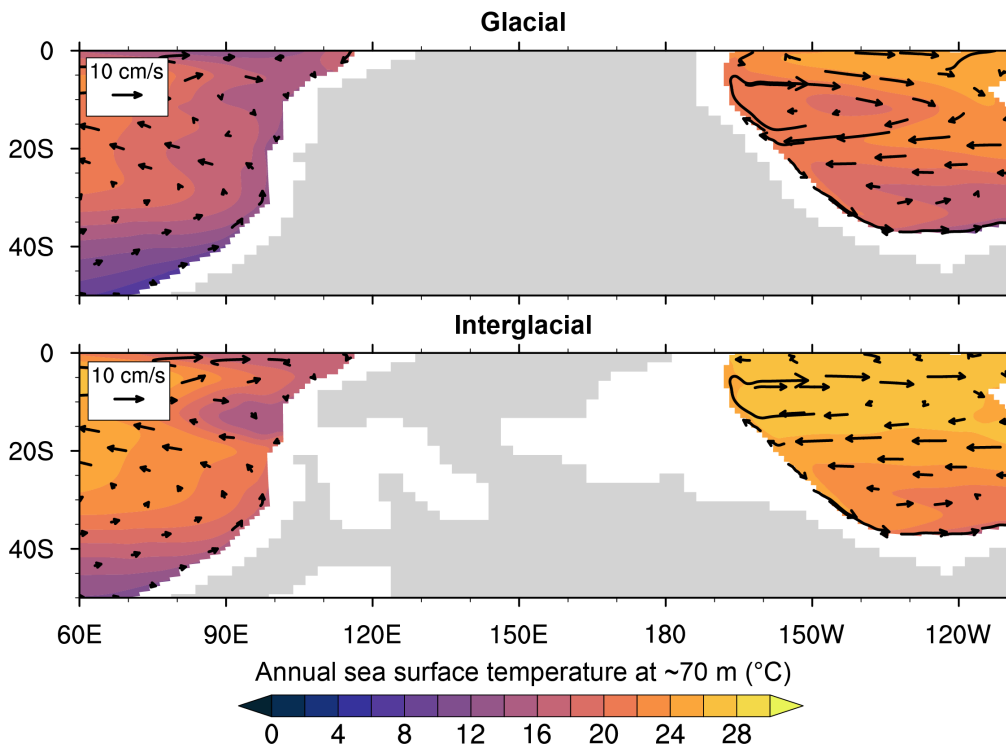 Glacial
0
10 cm/s
20S
40S
Interglacial
0
10 cm/s
20S
40S
60E 90E 120E 150E 180 150W 120W
Annual sea surface temperature at ~70 m (°C)
0 4 8 12 16 20 24 28